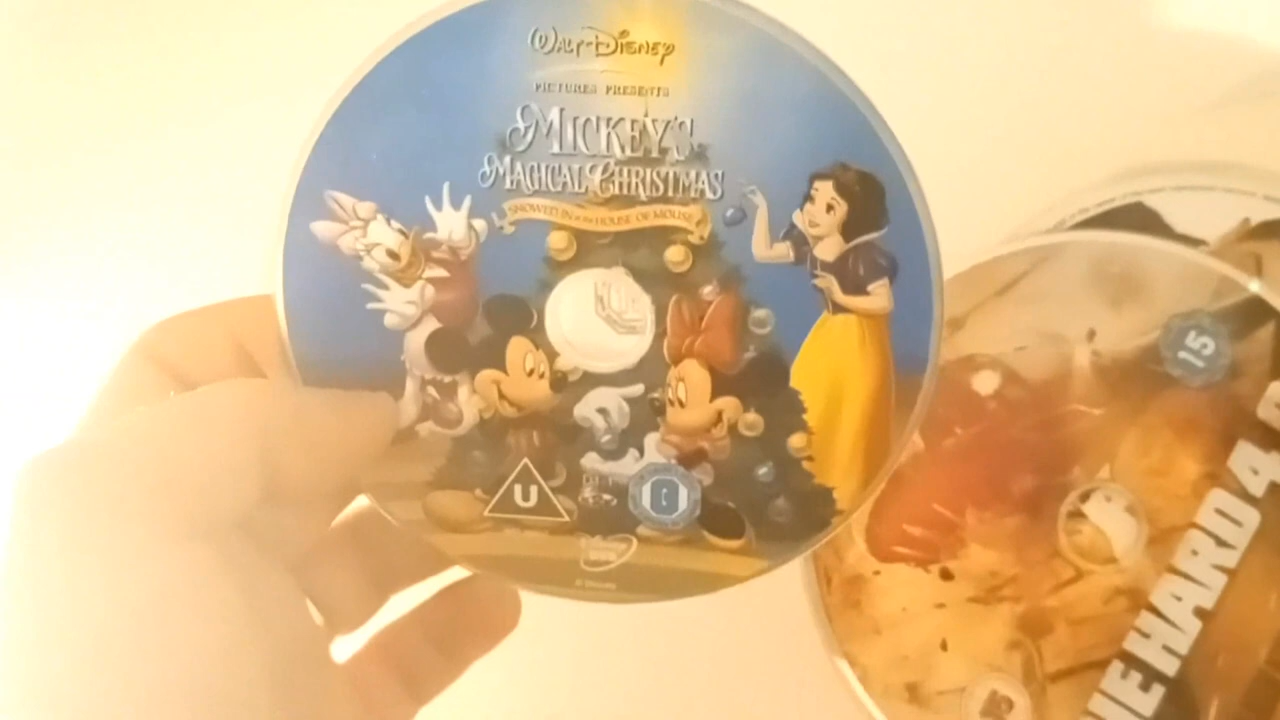 WALT DISNEY
PICTURES PRESENTS
MICKEY'S
MAGICAL CHRISTMAS
SNOWED IN AT THE HOUSE OF MOUSE
U
15
HARD 4